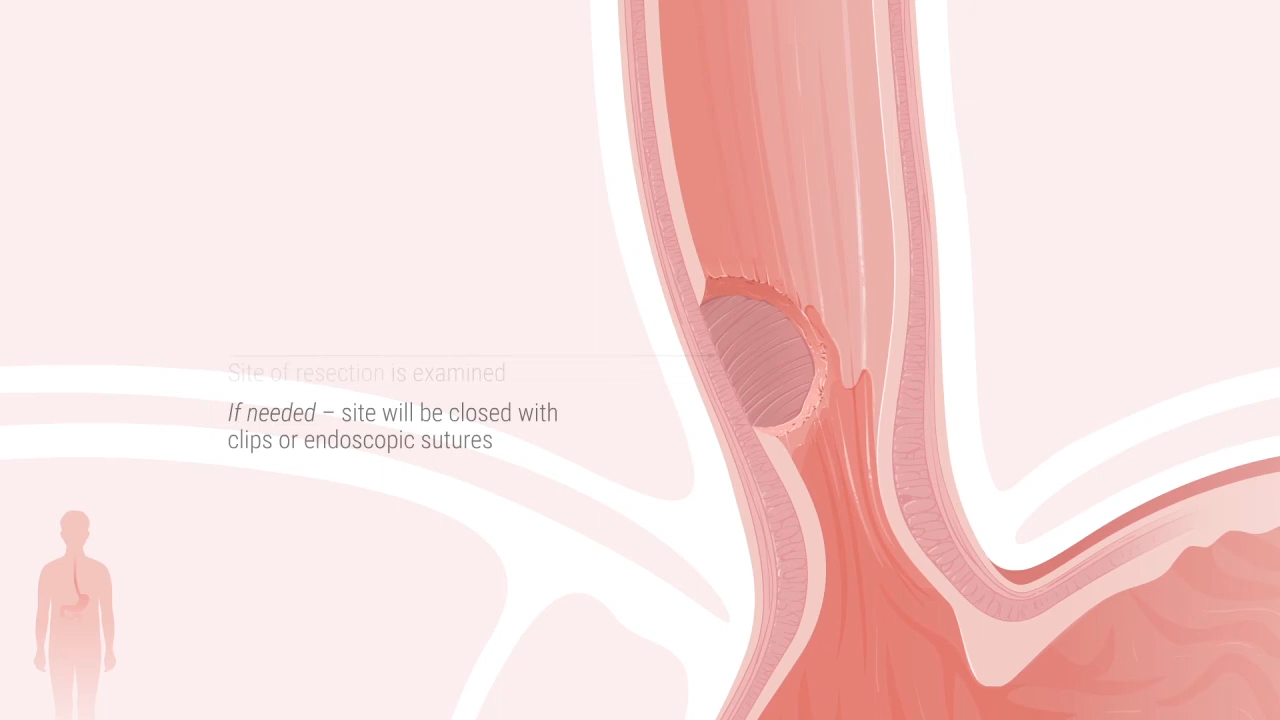 Site of resection is examined
If needed – site will be closed with
clips or endoscopic sutures